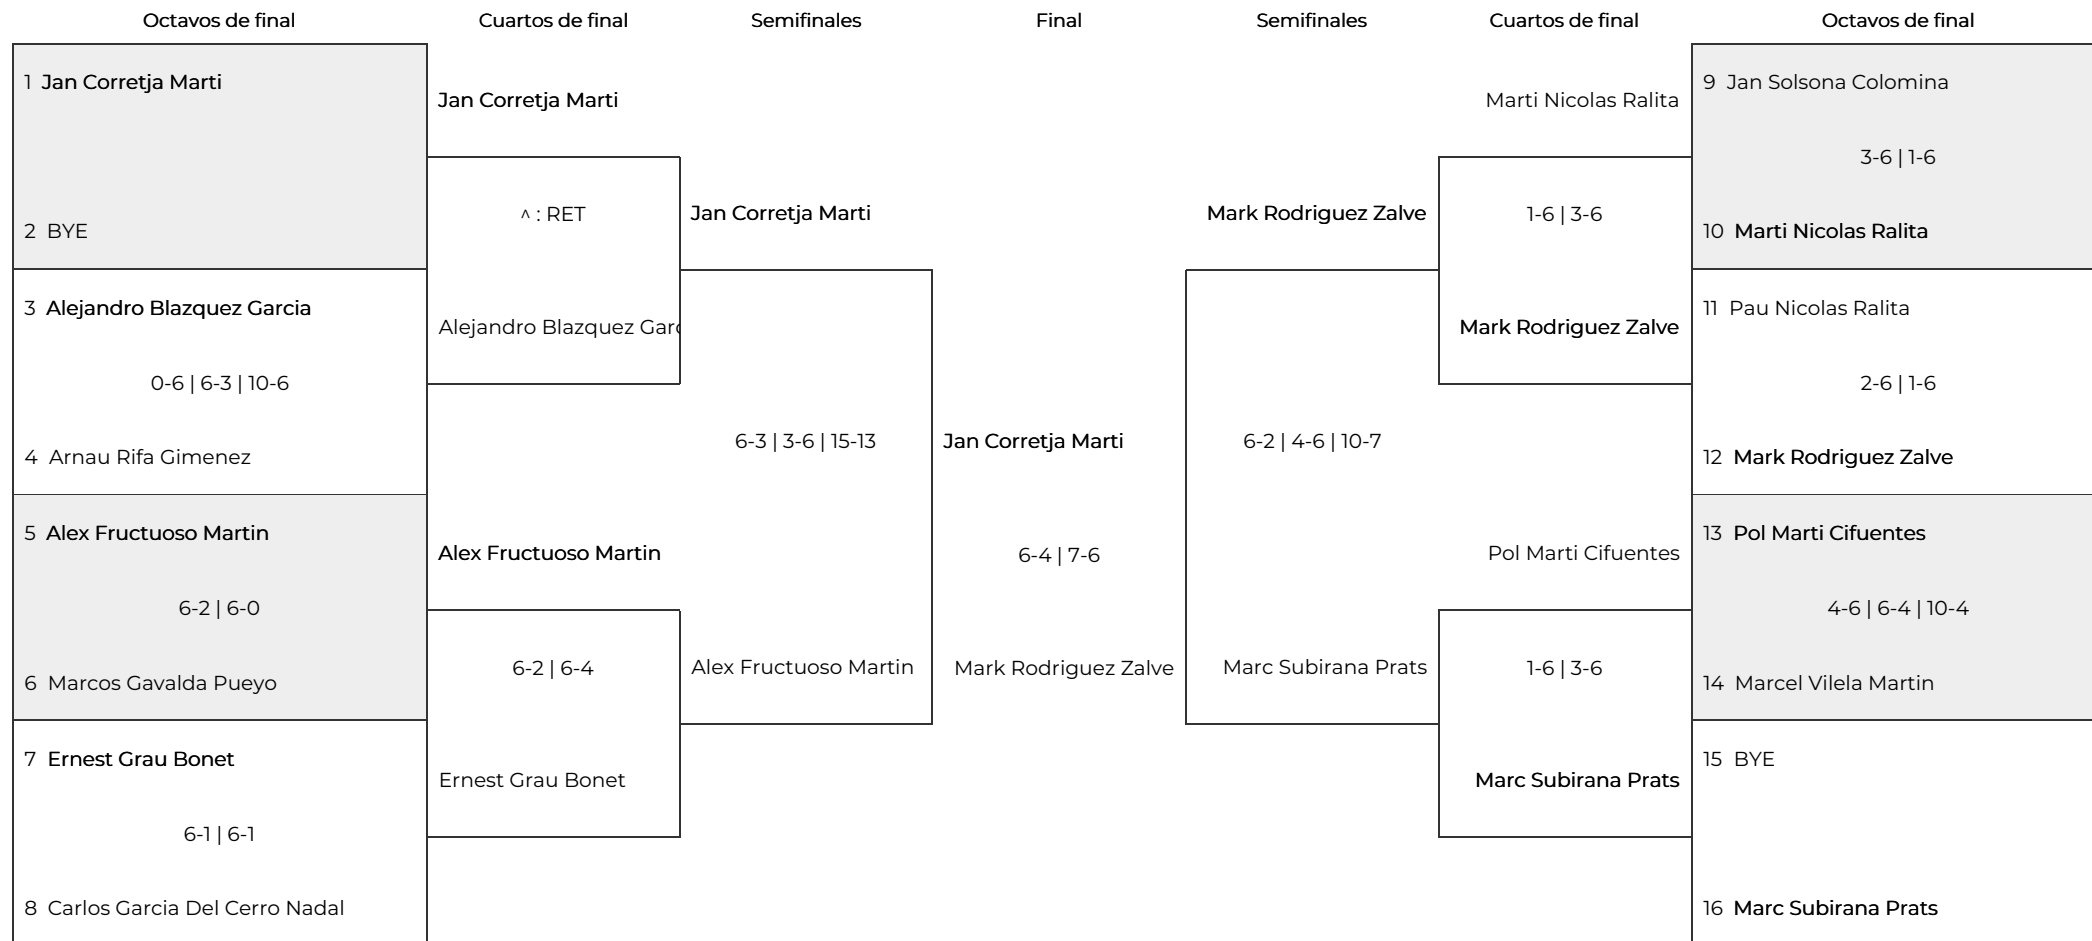 Octavos de final
Cuartos de final
Semifinales
Final
Semifinales
Cuartos de final
Octavos de final
1 Jan Corretja Marti
2 BYE
3 Alejandro Blazquez Garcia
0-6 | 6-3 | 10-6
4 Arnau Rifa Gimenez
5 Alex Fructuoso Martin
6-2 | 6-0
6 Marcos Gavalda Pueyo
7 Ernest Grau Bonet
6-1 | 6-1
8 Carlos Garcia Del Cerro Nadal
Jan Corretja Marti
^ : RET
Alejandro Blazquez Garc
Alex Fructuoso Martin
6-2 | 6-4
Ernest Grau Bonet
Jan Corretja Marti
6-3 | 3-6 | 15-13
Alex Fructuoso Martin
Jan Corretja Marti
6-4 | 7-6
Mark Rodriguez Zalve
Mark Rodriguez Zalve
6-2 | 4-6 | 10-7
Marc Subirana Prats
Marti Nicolas Ralita
1-6 | 3-6
Mark Rodriguez Zalve
Pol Marti Cifuentes
1-6 | 3-6
Marc Subirana Prats
9 Jan Solsona Colomina
3-6 | 1-6
10 Marti Nicolas Ralita
11 Pau Nicolas Ralita
2-6 | 1-6
12 Mark Rodriguez Zalve
13 Pol Marti Cifuentes
4-6 | 6-4 | 10-4
14 Marcel Vilela Martin
15 BYE
16 Marc Subirana Prats